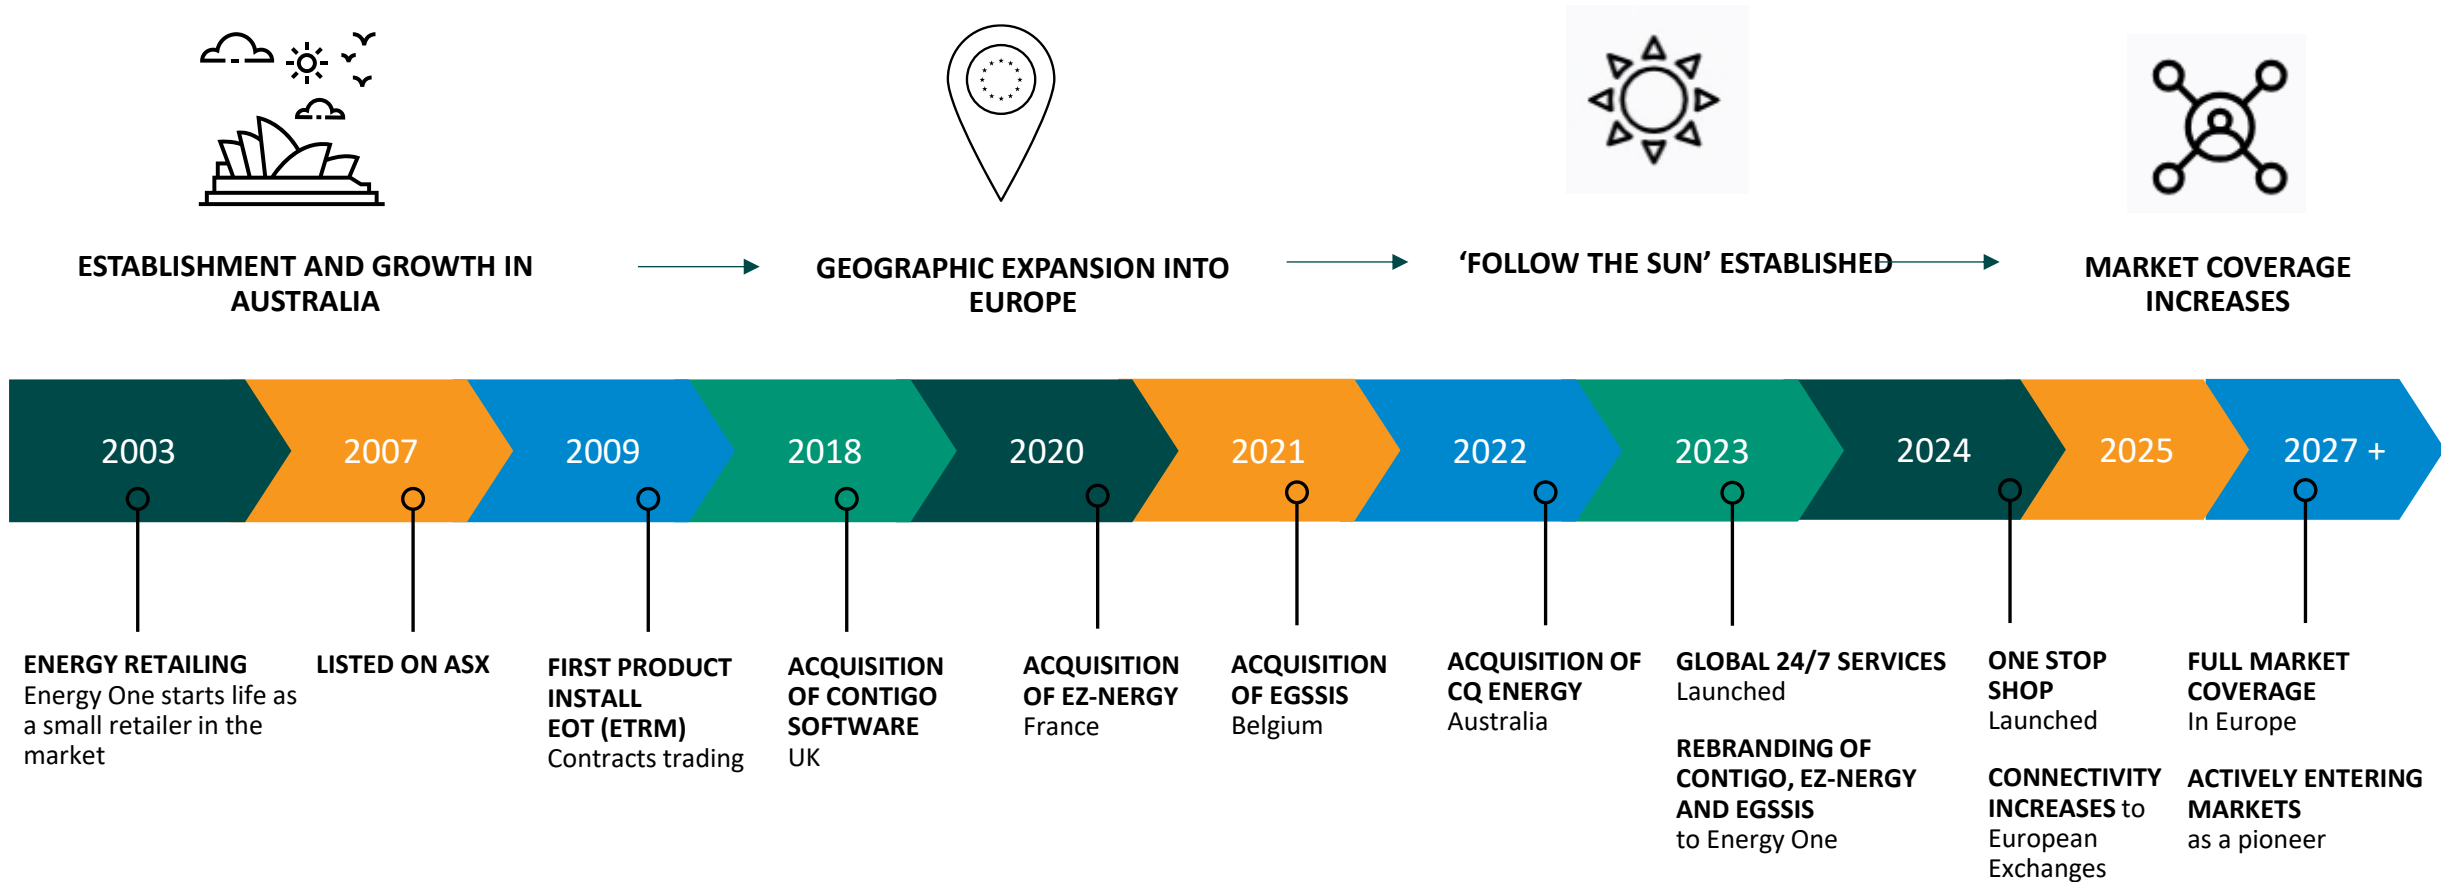 ESTABLISHMENT AND GROWTH IN
AUSTRALIA
GEOGRAPHIC EXPANSION INTO
EUROPE
‘FOLLOW THE SUN’ ESTABLISHED
MARKET COVERAGE
INCREASES
2003
2007
2009
2018
2020
2021
2022
2023
2024
2025
2027 +
ENERGY RETAILING
Energy One starts life as
a small retailer in the
market
LISTED ON ASX
FIRST PRODUCT
INSTALL
EOT (ETRM)
Contracts trading
ACQUISITION
OF CONTIGO
SOFTWARE
UK
ACQUISITION
OF EZ-NERGY
France
ACQUISITION
OF EGSSIS
Belgium
ACQUISITION OF
CQ ENERGY
Australia
GLOBAL 24/7 SERVICES
Launched
REBRANDING OF
CONTIGO, EZ-NERGY
AND EGSSIS
to Energy One
ONE STOP
SHOP
Launched
CONNECTIVITY
INCREASES to
European
Exchanges
FULL MARKET
COVERAGE
In Europe
ACTIVELY ENTERING
MARKETS
as a pioneer